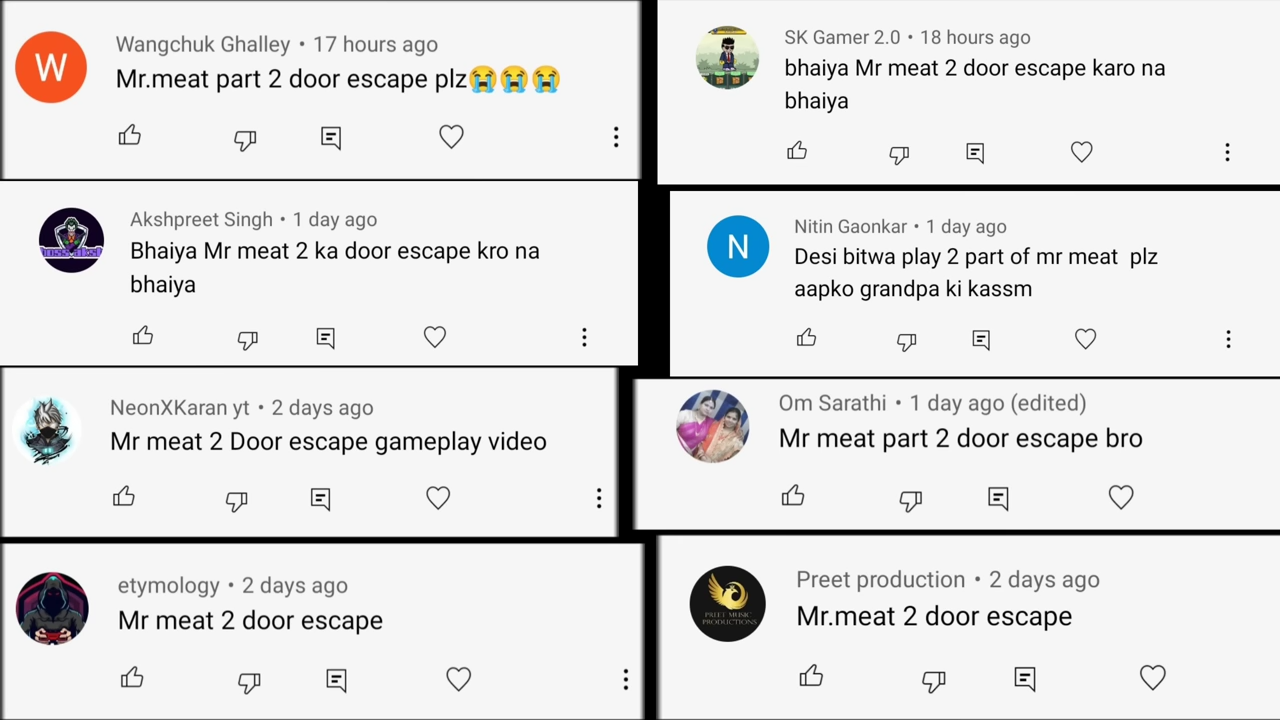 Wangchuk Ghalley • 17 hours ago
Mr.meat part 2 door escape plz😭😭😭
SK Gamer 2.0 • 18 hours ago
bhaiya Mr meat 2 door escape karo na
bhaiya
Akshpreet Singh • 1 day ago
Bhaiya Mr meat 2 ka door escape kro na
bhaiya
N
Nitin Gaonkar • 1 day ago
Desi bitwa play 2 part of mr meat plz
aapko grandpa ki kassm
NeonXKaran yt • 2 days ago
Mr meat 2 Door escape gameplay video
Om Sarathi • 1 day ago (edited)
Mr meat part 2 door escape bro
etymology • 2 days ago
Mr meat 2 door escape
PREET MUSIC
PRODUCTIONS
Preet production • 2 days ago
Mr.meat 2 door escape
W